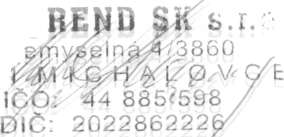 REND SK s.r.o
emyselná 4/3860
MICHALOVCE
IČO: 44 885 598
DIČ: 2022862226